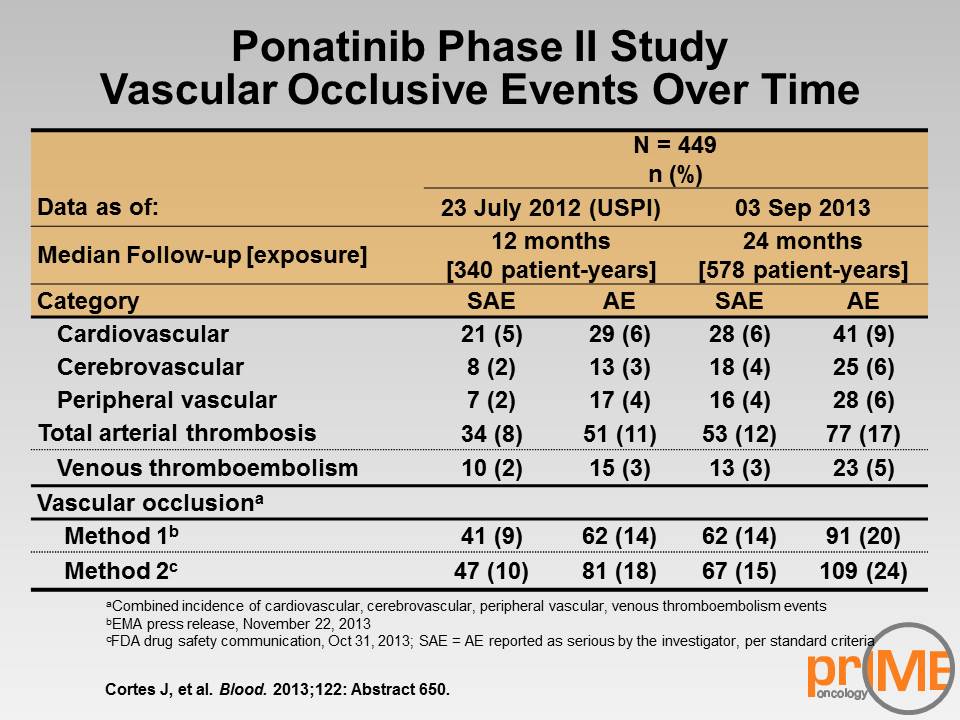 Ponatinib Phase II Study
Vascular Occlusive Events Over Time
N = 449
n (%)
Data as of: 23 July 2012 (USPI) 03 Sep 2013
Median Follow-up [exposure] 12 months [340 patient-years] 24 months [578 patient-years]
Category SAE AE SAE AE
Cardiovascular 21 (5) 29 (6) 28 (6) 41 (9)
Cerebrovascular 8 (2) 13 (3) 18 (4) 25 (6)
Peripheral vascular 7 (2) 17 (4) 16 (4) 28 (6)
Total arterial thrombosis 34 (8) 51 (11) 53 (12) 77 (17)
Venous thromboembolism 10 (2) 15 (3) 13 (3) 23 (5)
Vascular occlusionᵃ
Method 1ᵇ 41 (9) 62 (14) 62 (14) 91 (20)
Method 2ᶜ 47 (10) 81 (18) 67 (15) 109 (24)
ᵃCombined incidence of cardiovascular, cerebrovascular, peripheral vascular, venous thromboembolism events
ᵇEMA press release, November 22, 2013
ᶜFDA drug safety communication, Oct 31, 2013; SAE = AE reported as serious by the investigator, per standard criteria
prIME
oncology
Cortes J, et al. Blood. 2013;122: Abstract 650.